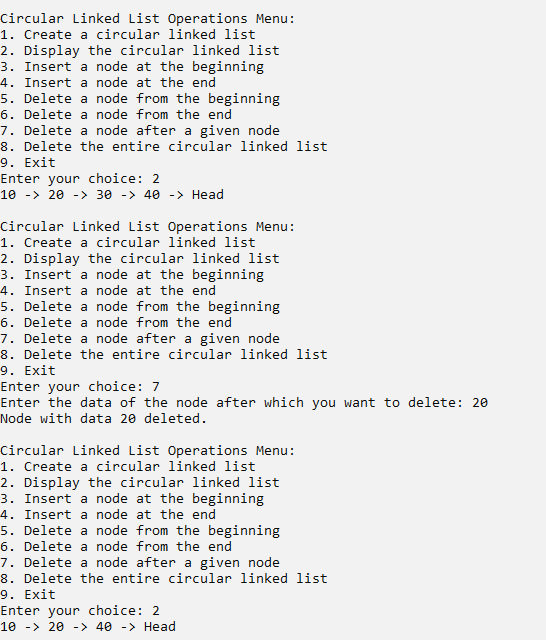 Circular Linked List Operations Menu:
1. Create a circular linked list
2. Display the circular linked list
3. Insert a node at the beginning
4. Insert a node at the end
5. Delete a node from the beginning
6. Delete a node from the end
7. Delete a node after a given node
8. Delete the entire circular linked list
9. Exit
Enter your choice: 2
10 -> 20 -> 30 -> 40 -> Head
Circular Linked List Operations Menu:
1. Create a circular linked list
2. Display the circular linked list
3. Insert a node at the beginning
4. Insert a node at the end
5. Delete a node from the beginning
6. Delete a node from the end
7. Delete a node after a given node
8. Delete the entire circular linked list
9. Exit
Enter your choice: 7
Enter the data of the node after which you want to delete: 20
Node with data 20 deleted.
Circular Linked List Operations Menu:
1. Create a circular linked list
2. Display the circular linked list
3. Insert a node at the beginning
4. Insert a node at the end
5. Delete a node from the beginning
6. Delete a node from the end
7. Delete a node after a given node
8. Delete the entire circular linked list
9. Exit
Enter your choice: 2
10 -> 20 -> 40 -> Head